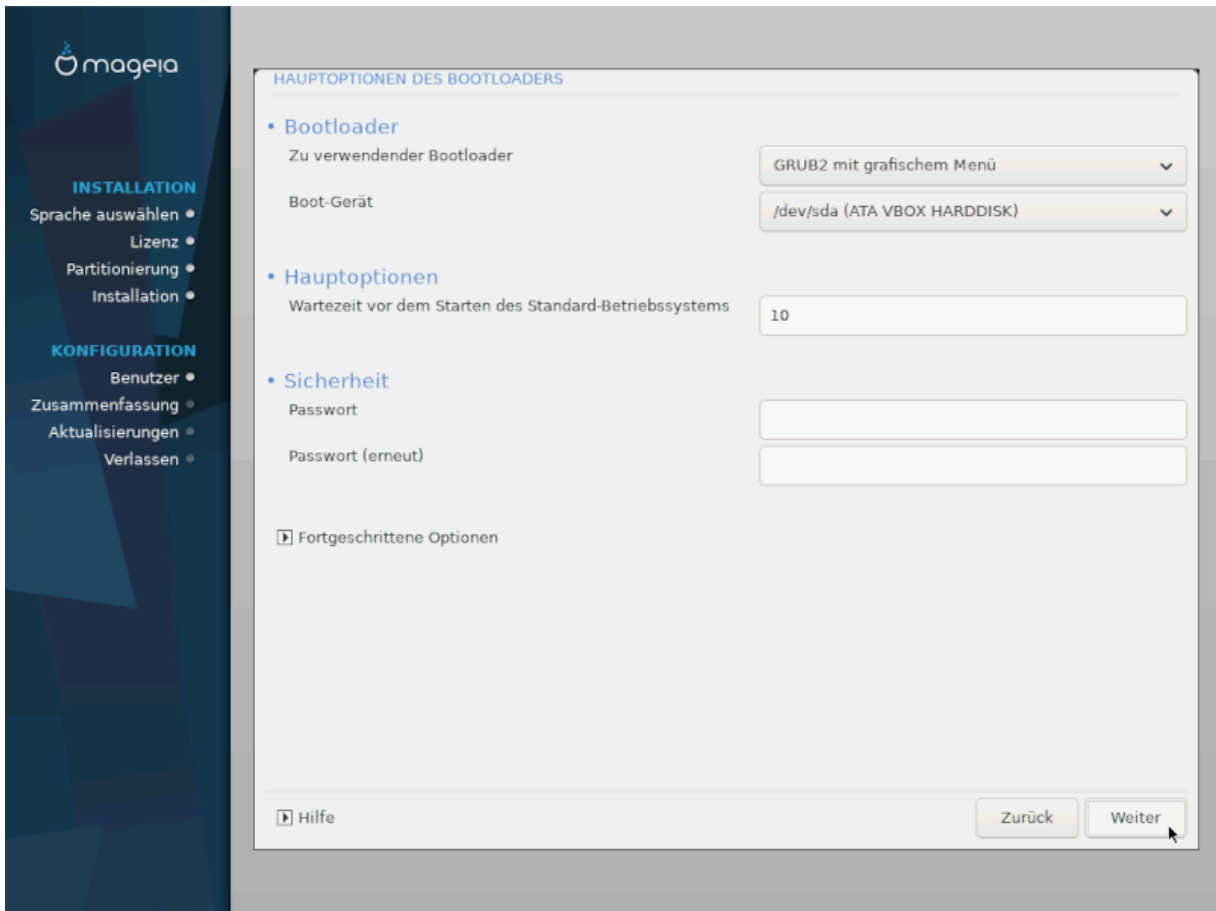 mageia
INSTALLATION
Sprache auswählen
Lizenz
Partitionierung
Installation
KONFIGURATION
Benutzer
Zusammenfassung
Aktualisierungen
Verlassen
HAUPTOPTIONEN DES BOOTLOADERS
• Bootloader
Zu verwendender Bootloader
GRUB2 mit grafischem Menü
Boot-Gerät
/dev/sda (ATA VBOX HARDDISK)
• Hauptoptionen
Wartezeit vor dem Starten des Standard-Betriebssystems
10
• Sicherheit
Passwort
Passwort (erneut)
Fortgeschrittene Optionen
Hilfe
Zurück
Weiter